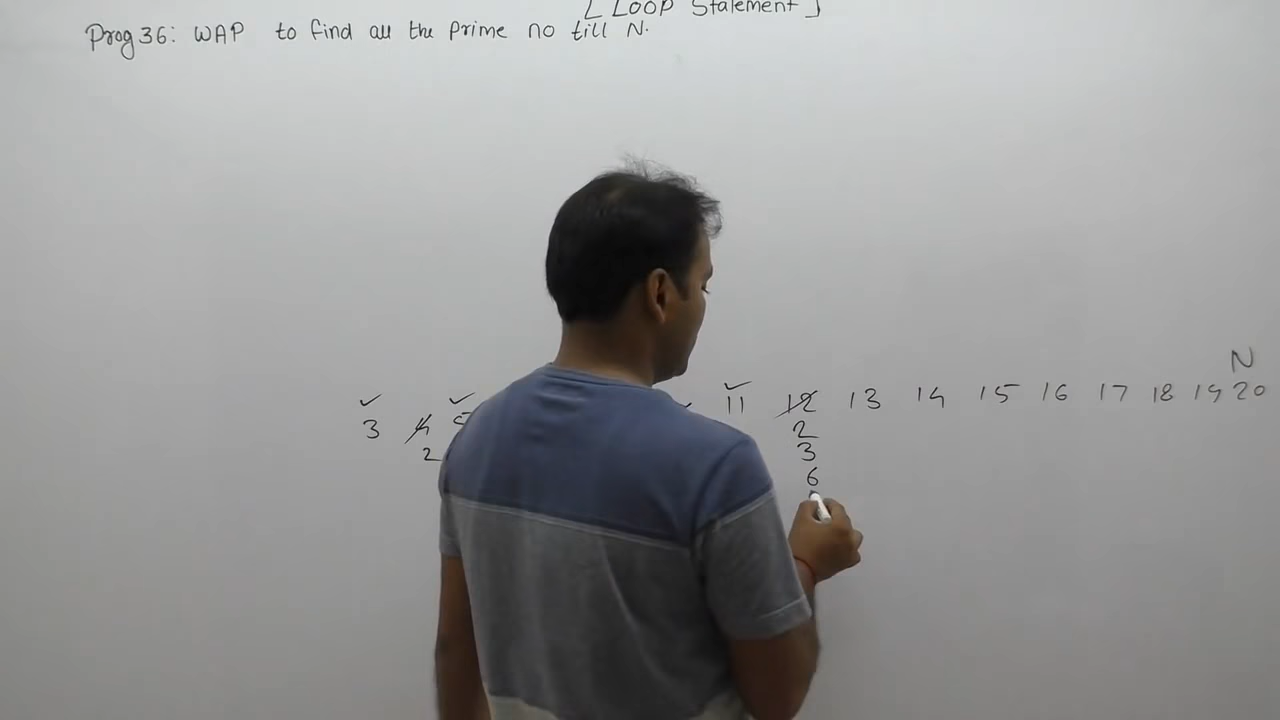 [ Loop Statement ]
Prog 36: WAP to find all the prime no till N.
N
3 4 5 11 12 13 14 15 16 17 18 19 20
2 2
3
6